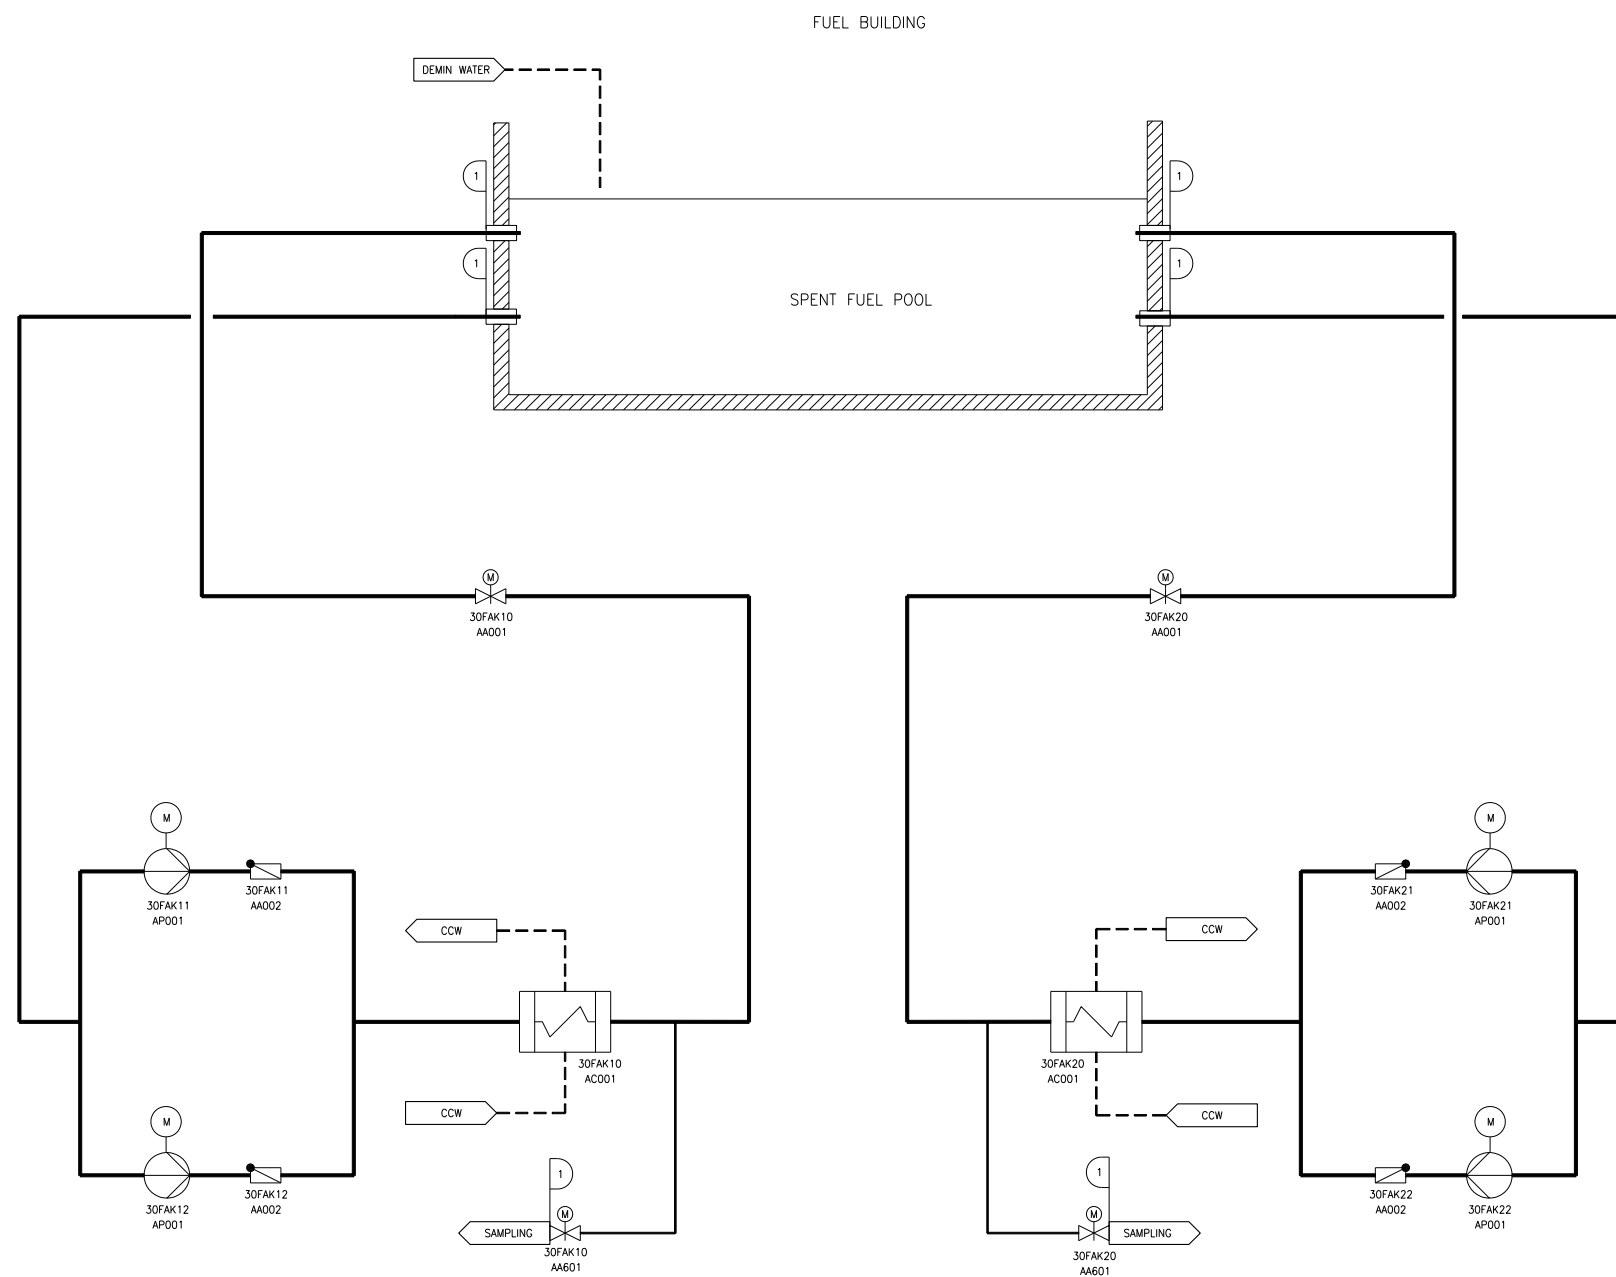 FUEL BUILDING
DEMIN WATER
1
1
1
1
SPENT FUEL POOL
M
30FAK10
AA001
M
30FAK20
AA001
M
30FAK11
AP001
30FAK11
AA002
M
30FAK21
AP001
30FAK21
AA002
CCW
CCW
30FAK10
AC001
30FAK20
AC001
CCW
CCW
M
30FAK12
AP001
30FAK12
AA002
M
30FAK22
AP001
30FAK22
AA002
1
M
SAMPLING
30FAK10
AA601
1
M
SAMPLING
30FAK20
AA601